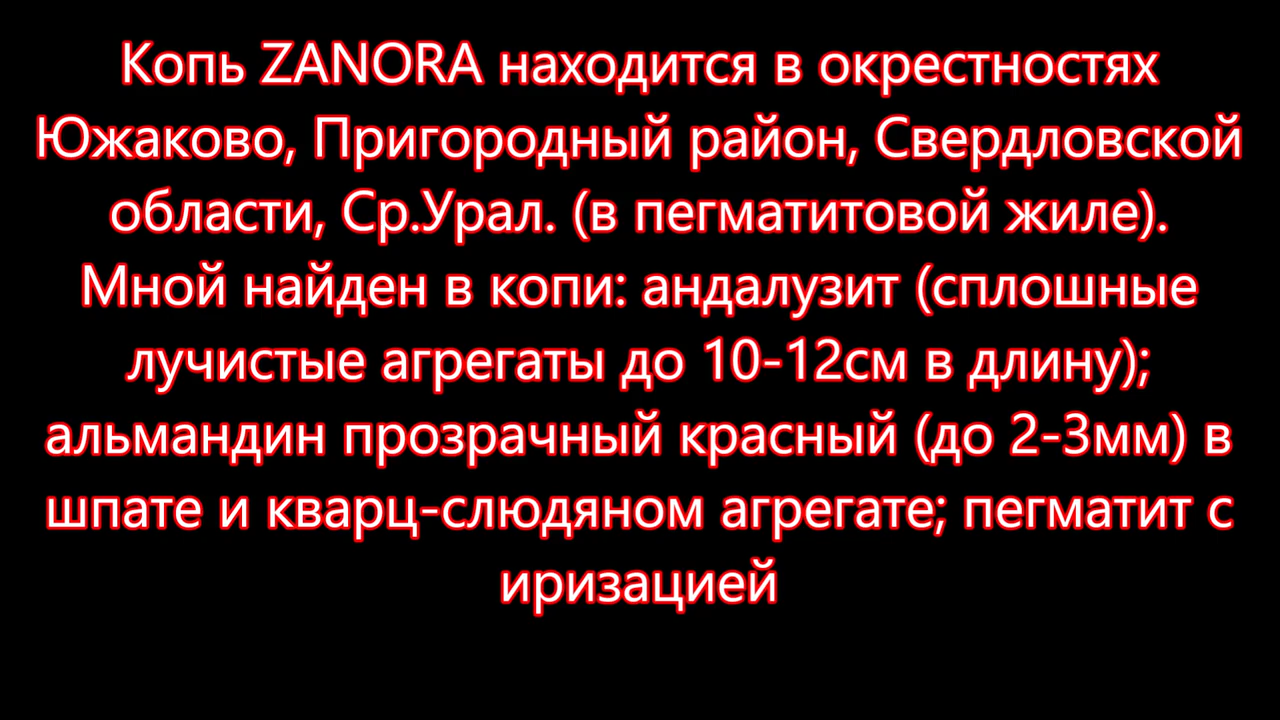 Копь ZANORA находится в окрестностях
Южаково, Пригородный район, Свердловской
области, Ср.Урал. (в пегматитовой жиле).
Мной найден в копи: андалузит (сплошные
лучистые агрегаты до 10-12см в длину);
альмандин прозрачный красный (до 2-3мм) в
шпате и кварц-слюдяном агрегате; пегматит с
иризацией